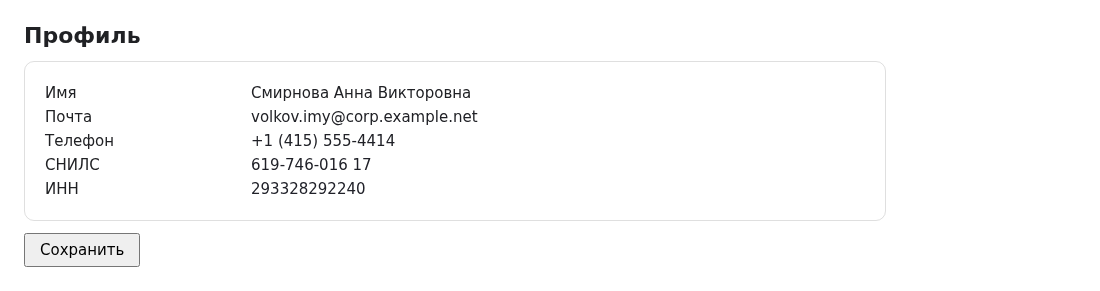 Профиль
Имя Смирнова Анна Викторовна
Почта volkov.imy@corp.example.net
Телефон +1 (415) 555-4414
СНИЛС 619-746-016 17
ИНН 293328292240
Сохранить